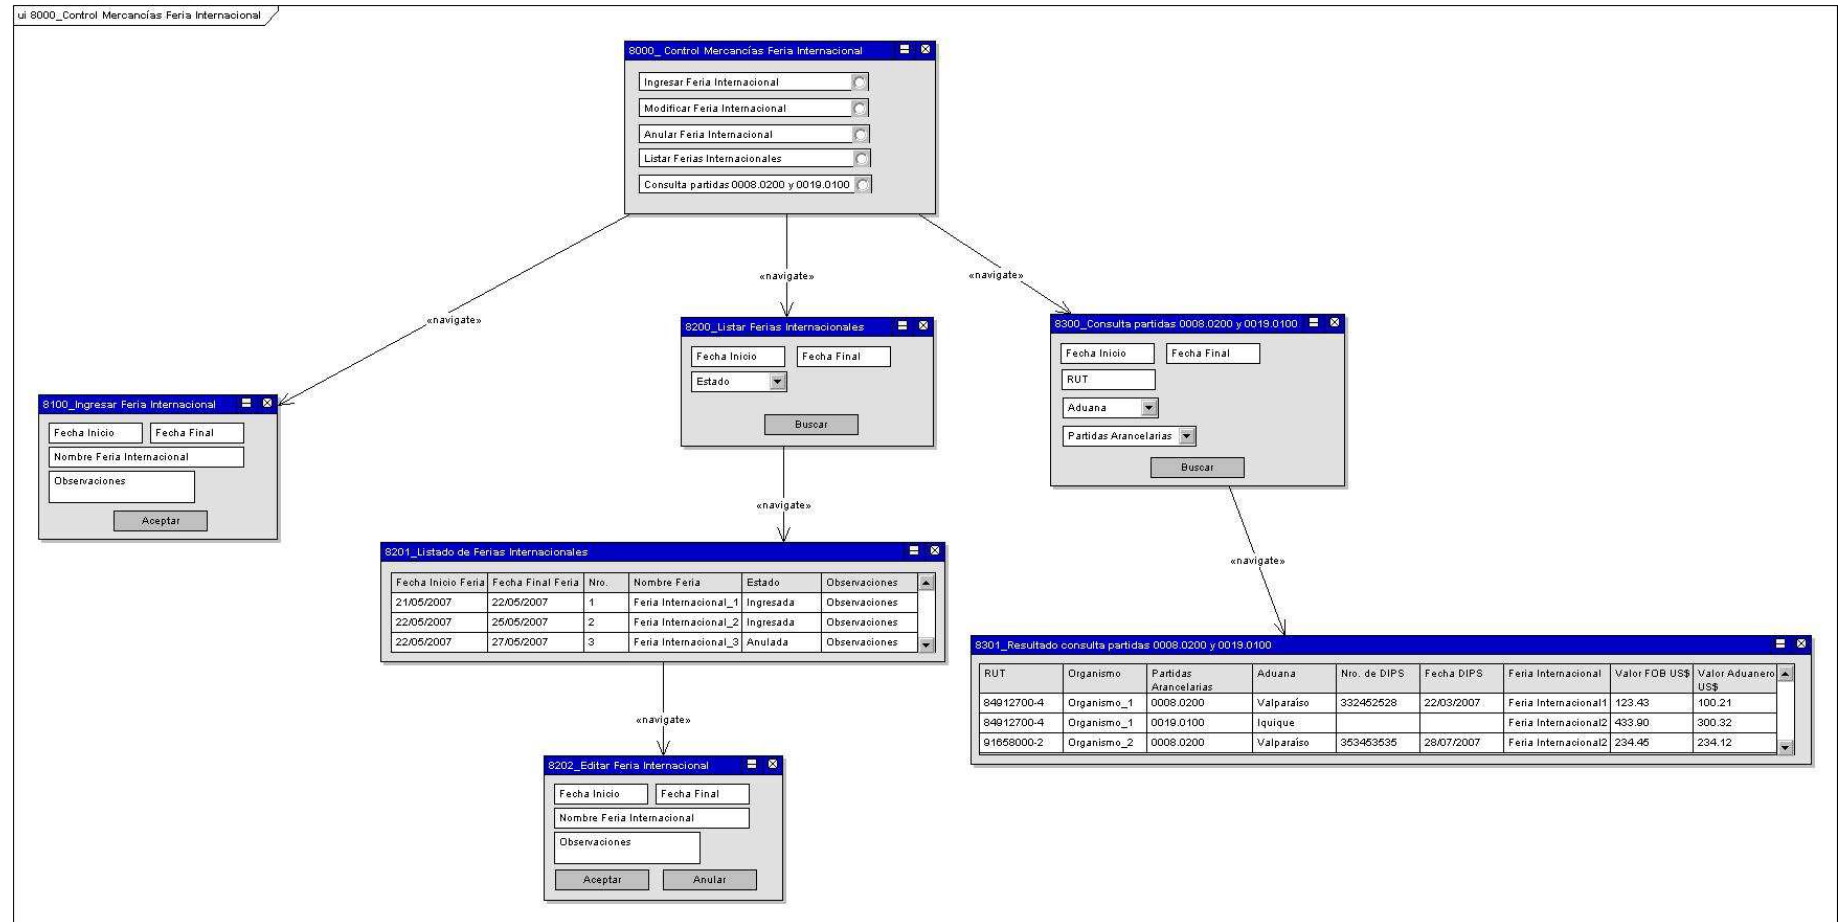 ui 8000_Control Mercancías Feria Internacional
8000_ Control Mercancías Feria Internacional
Ingresar Feria Internacional
Modificar Feria Internacional
Anular Feria Internacional
Listar Ferias Internacionales
Consulta partidas 0008.0200 y 0019.0100
«navigate»
«navigate»
«navigate»
8100_Ingresar Feria Internacional
Fecha Inicio Fecha Final
Nombre Feria Internacional
Observaciones
Aceptar
8200_Listar Ferias Internacionales
Fecha Inicio Fecha Final
Estado
Buscar
8300_Consulta partidas 0008.0200 y 0019.0100
Fecha Inicio Fecha Final
RUT
Aduana
Partidas Arancelarias
Buscar
«navigate»
«navigate»
8201_Listado de Ferias Internacionales
Fecha Inicio Feria Fecha Final Feria Nro. Nombre Feria Estado Observaciones
21/05/2007 22/05/2007 1 Feria Internacional_1 Ingresada Observaciones
22/05/2007 25/05/2007 2 Feria Internacional_2 Ingresada Observaciones
22/05/2007 27/05/2007 3 Feria Internacional_3 Anulada Observaciones
8301_Resultado consulta partidas 0008.0200 y 0019.0100
RUT Organismo Partidas Arancelarias Aduana Nro. de DIPS Fecha DIPS Feria Internacional Valor FOB US$ Valor Aduanero US$
84912700-4 Organismo_1 0008.0200 Valparaíso 332452528 22/03/2007 Feria Internacional1 123.43 100.21
84912700-4 Organismo_1 0019.0100 Iquique Feria Internacional2 433.90 300.32
91658000-2 Organismo_2 0008.0200 Valparaíso 353453535 28/07/2007 Feria Internacional2 234.45 234.12
«navigate»
8202_Editar Feria Internacional
Fecha Inicio Fecha Final
Nombre Feria Internacional
Observaciones
Aceptar Anular